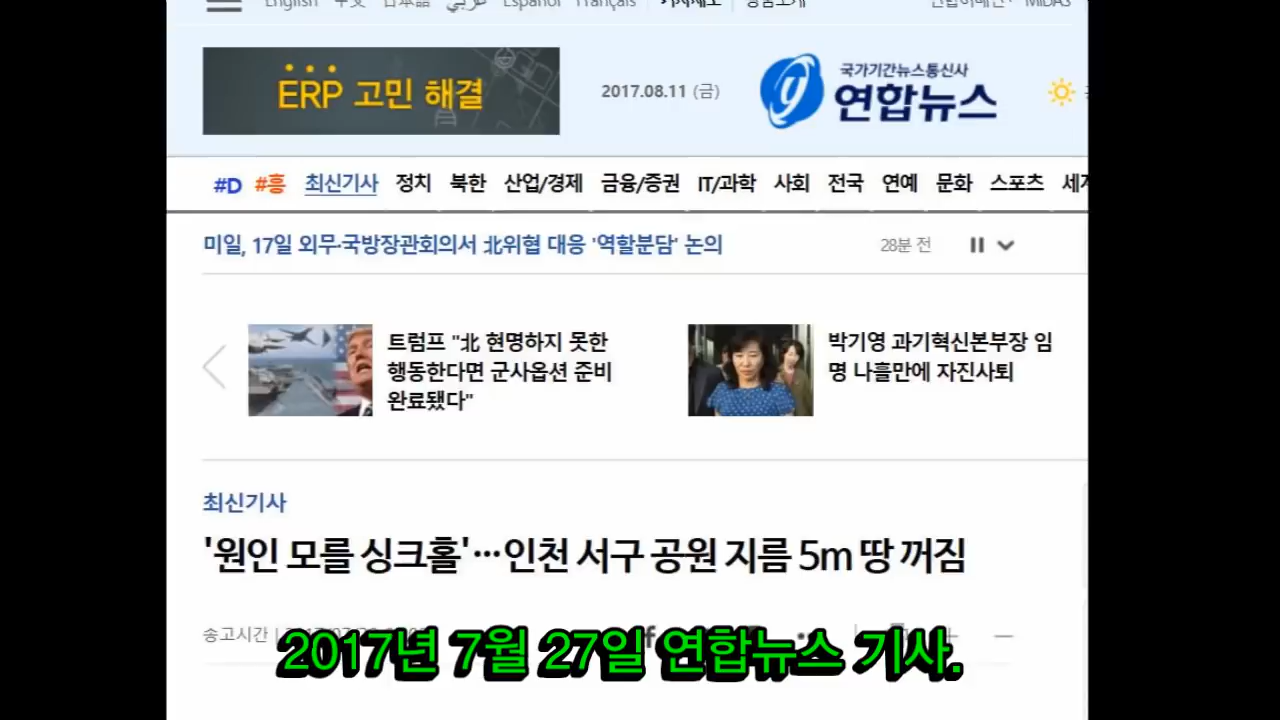 English 中文 日本語 عربي Español Français
ERP 고민 해결
2017.08.11 (금)
국가기간뉴스통신사
연합뉴스
#D #흥 최신기사 정치 북한 산업/경제 금융/증권 IT/과학 사회 전국 연예 문화 스포츠
미일, 17일 외무·국방장관회의서 北위협 대응 '역할분담' 논의
28분 전
트럼프 "北 현명하지 못한
행동한다면 군사옵션 준비
완료됐다"
박기영 과기혁신본부장 임
명 나흘만에 자진사퇴
최신기사
'원인 모를 싱크홀'…인천 서구 공원 지름 5m 땅 꺼짐
송고시간
2017년 7월 27일 연합뉴스 기사.